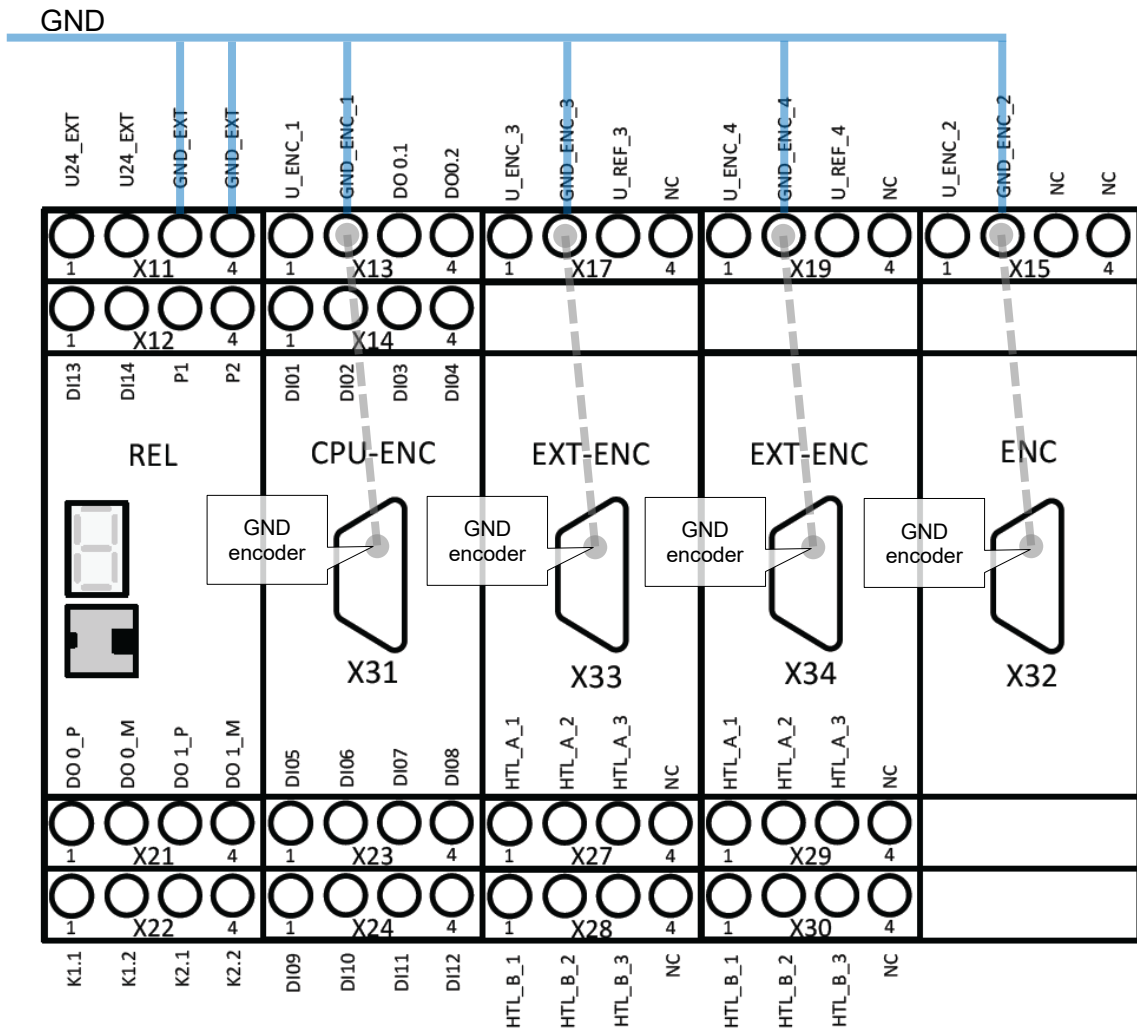 GND
U24_EXT U24_EXT GND_EXT GND_EXT U_ENC_1 GND_ENC_1 DO 0.1 DO0.2 U_ENC_3 GND_ENC_3 U_REF_3 NC U_ENC_4 GND_ENC_4 U_REF_4 NC U_ENC_2 GND_ENC_2 NC NC
1 X11 4 1 X13 4 1 X17 4 1 X19 4 1 X15 4
1 X12 4 1 X14 4
DI13 DI14 P1 P2 DI01 DI02 DI03 DI04
REL CPU-ENC EXT-ENC EXT-ENC ENC
GND
encoder
GND
encoder
GND
encoder
GND
encoder
X31 X33 X34 X32
DO 0_P DO 0_M DO 1_P DO 1_M DI05 DI06 DI07 DI08 HTL_A_1 HTL_A_2 HTL_A_3 NC HTL_A_1 HTL_A_2 HTL_A_3 NC
1 X21 4 1 X23 4 1 X27 4 1 X29 4
1 X22 4 1 X24 4 1 X28 4 1 X30 4
K1.1 K1.2 K2.1 K2.2 DI09 DI10 DI11 DI12 HTL_B_1 HTL_B_2 HTL_B_3 NC HTL_B_1 HTL_B_2 HTL_B_3 NC